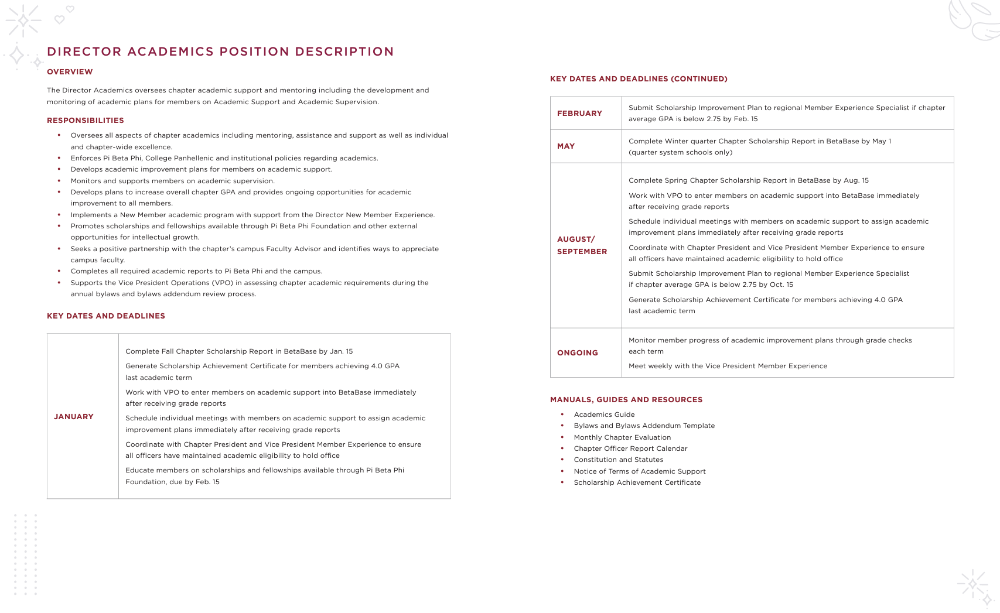 DIRECTOR ACADEMICS POSITION DESCRIPTION
OVERVIEW
The Director Academics oversees chapter academic support and mentoring including the development and
monitoring of academic plans for members on Academic Support and Academic Supervision.
RESPONSIBILITIES
• Oversees all aspects of chapter academics including mentoring, assistance and support as well as individual
and chapter-wide excellence.
• Enforces Pi Beta Phi, College Panhellenic and institutional policies regarding academics.
• Develops academic improvement plans for members on academic support.
• Monitors and supports members on academic supervision.
• Develops plans to increase overall chapter GPA and provides ongoing opportunities for academic
improvement to all members.
• Implements a New Member academic program with support from the Director New Member Experience.
• Promotes scholarships and fellowships available through Pi Beta Phi Foundation and other external
opportunities for intellectual growth.
• Seeks a positive partnership with the chapter’s campus Faculty Advisor and identifies ways to appreciate
campus faculty.
• Completes all required academic reports to Pi Beta Phi and the campus.
• Supports the Vice President Operations (VPO) in assessing chapter academic requirements during the
annual bylaws and bylaws addendum review process.
KEY DATES AND DEADLINES
JANUARY
Complete Fall Chapter Scholarship Report in BetaBase by Jan. 15
Generate Scholarship Achievement Certificate for members achieving 4.0 GPA
last academic term
Work with VPO to enter members on academic support into BetaBase immediately
after receiving grade reports
Schedule individual meetings with members on academic support to assign academic
improvement plans immediately after receiving grade reports
Coordinate with Chapter President and Vice President Member Experience to ensure
all officers have maintained academic eligibility to hold office
Educate members on scholarships and fellowships available through Pi Beta Phi
Foundation, due by Feb. 15
KEY DATES AND DEADLINES (CONTINUED)
FEBRUARY
Submit Scholarship Improvement Plan to regional Member Experience Specialist if chapter
average GPA is below 2.75 by Feb. 15
MAY
Complete Winter quarter Chapter Scholarship Report in BetaBase by May 1
(quarter system schools only)
AUGUST/
SEPTEMBER
Complete Spring Chapter Scholarship Report in BetaBase by Aug. 15
Work with VPO to enter members on academic support into BetaBase immediately
after receiving grade reports
Schedule individual meetings with members on academic support to assign academic
improvement plans immediately after receiving grade reports
Coordinate with Chapter President and Vice President Member Experience to ensure
all officers have maintained academic eligibility to hold office
Submit Scholarship Improvement Plan to regional Member Experience Specialist
if chapter average GPA is below 2.75 by Oct. 15
Generate Scholarship Achievement Certificate for members achieving 4.0 GPA
last academic term
ONGOING
Monitor member progress of academic improvement plans through grade checks
each term
Meet weekly with the Vice President Member Experience
MANUALS, GUIDES AND RESOURCES
• Academics Guide
• Bylaws and Bylaws Addendum Template
• Monthly Chapter Evaluation
• Chapter Officer Report Calendar
• Constitution and Statutes
• Notice of Terms of Academic Support
• Scholarship Achievement Certificate